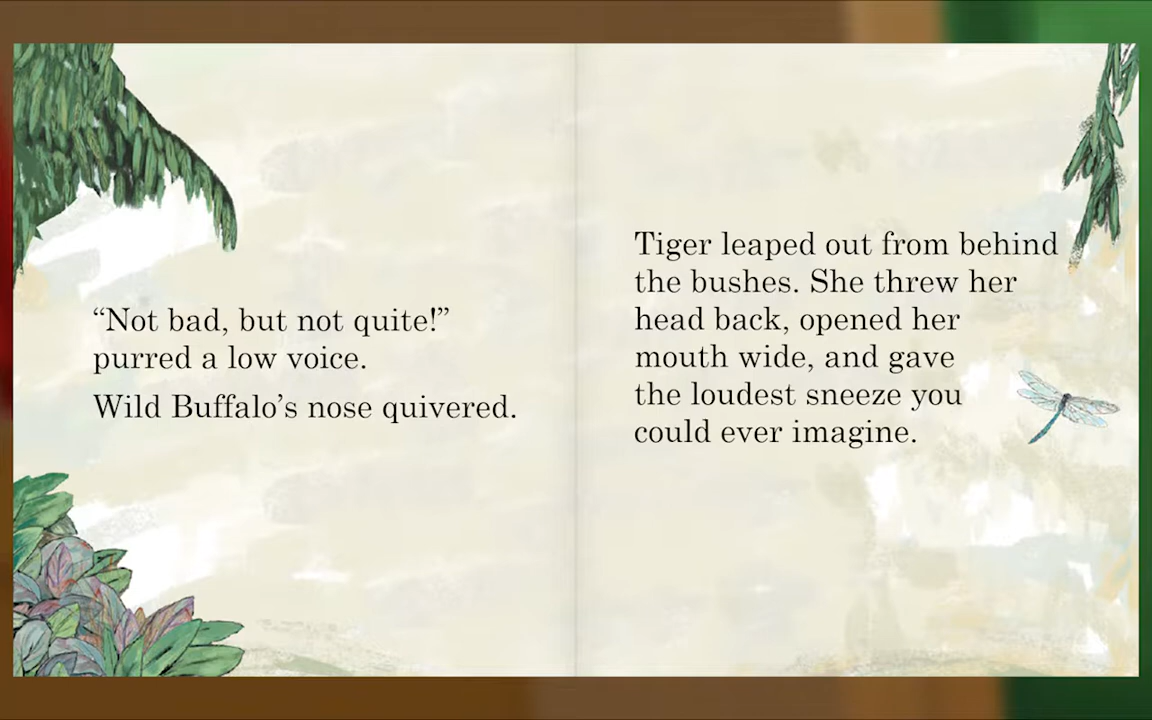 “Not bad, but not quite!”
purred a low voice.
Wild Buffalo’s nose quivered.
Tiger leaped out from behind
the bushes. She threw her
head back, opened her
mouth wide, and gave
the loudest sneeze you
could ever imagine.